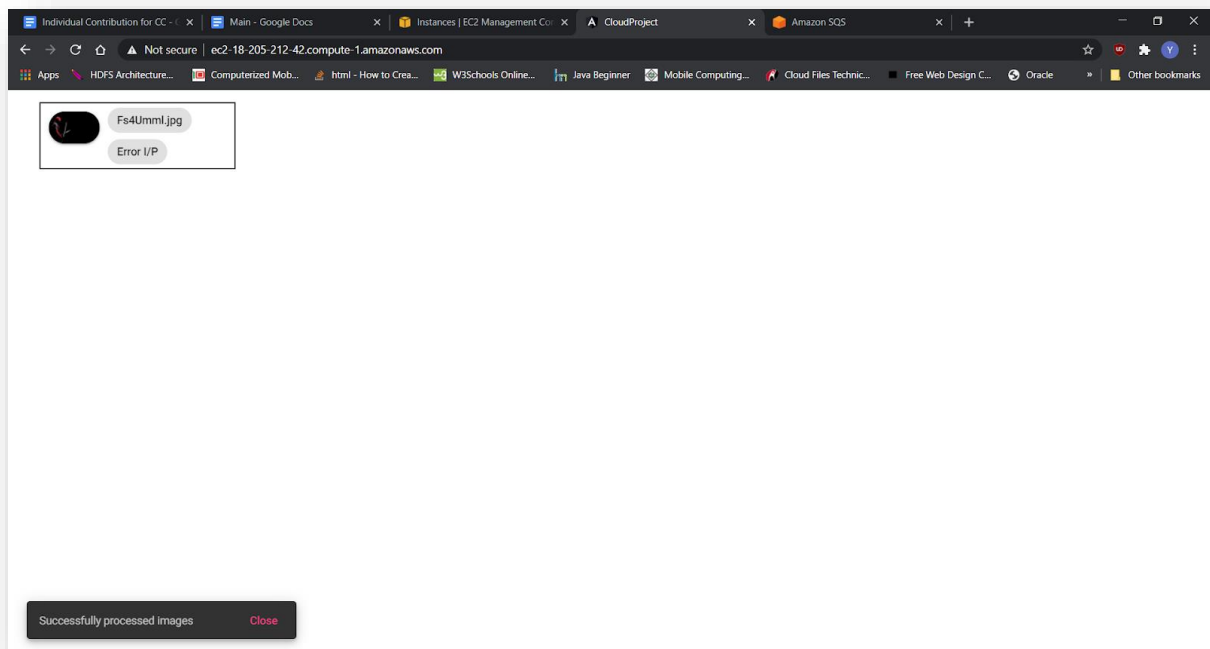 Individual Contribution for CC - Main - Google Docs Instances | EC2 Management Con CloudProject Amazon SQS
Not secure | ec2-18-205-212-42.compute-1.amazonaws.com Y
Apps HDFS Architecture... Computerized Mob... html - How to Crea... W3Schools Online... Java Beginner Mobile Computing... Cloud Files Technic... Free Web Design C... Oracle » Other bookmarks
Fs4UmmI.jpg
Error I/P
Successfully processed images Close